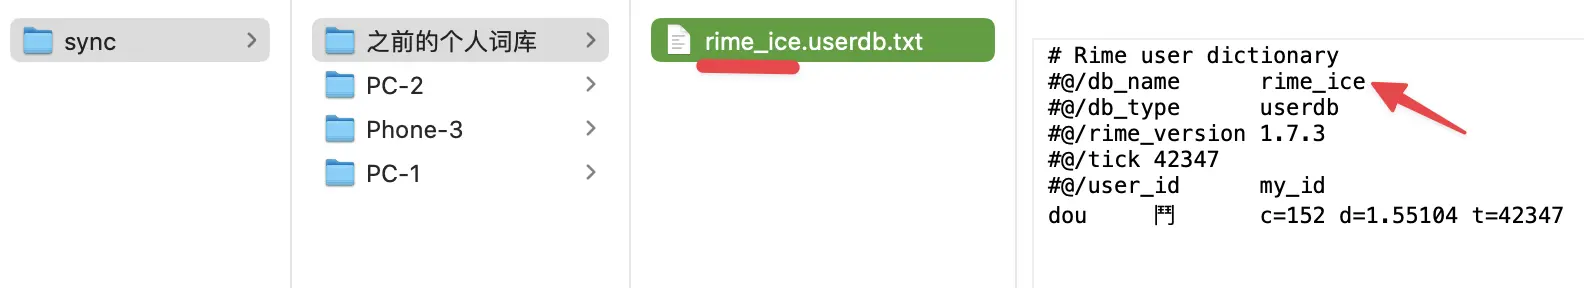 sync
之前的个人词库
PC-2
Phone-3
PC-1
rime_ice.userdb.txt
# Rime user dictionary
#@/db_name rime_ice
#@/db_type userdb
#@/rime_version 1.7.3
#@/tick 42347
#@/user_id my_id
dou 鬥 c=152 d=1.55104 t=42347